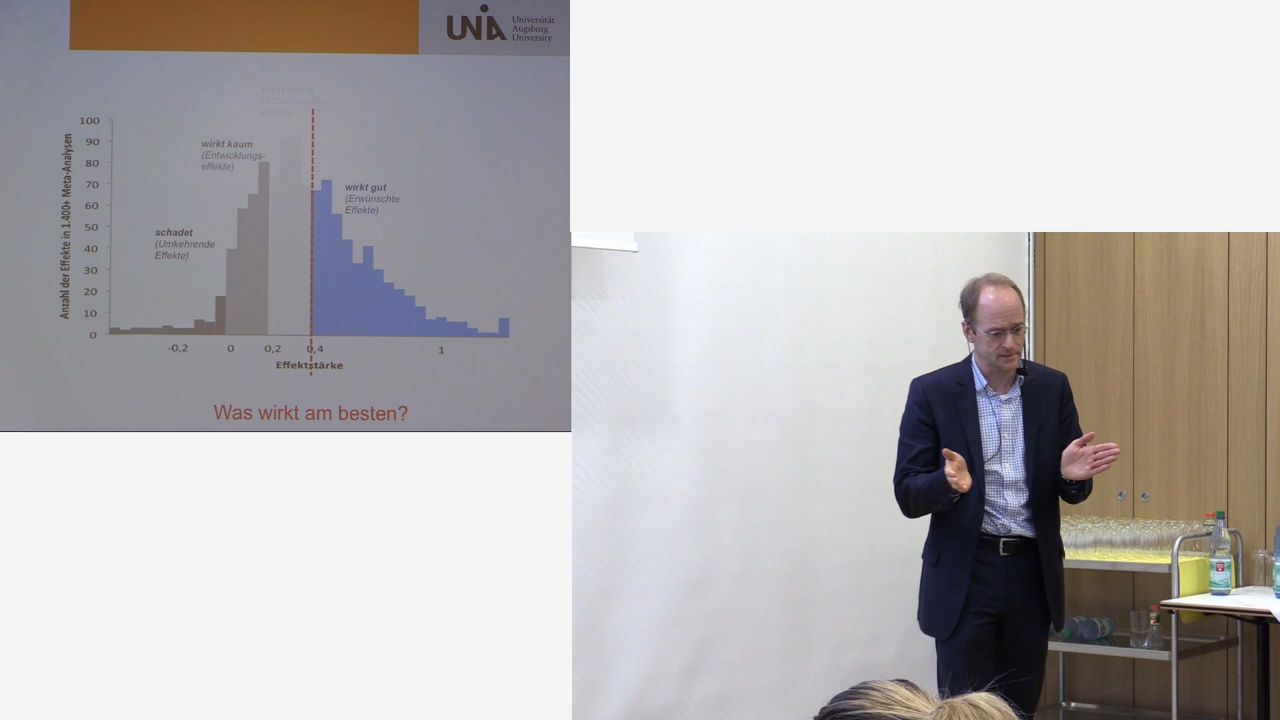 UNIA
Universität
Augsburg
University
wirkt wenig
wirkt kaum
(Entwicklungs-
effekte)
wirkt gut
(Erwünschte
Effekte)
schadet
(Umkehrende
Effekte)
Anzahl der Effekte in 1.400+ Meta-Analysen
100
90
80
70
60
50
40
30
20
10
0
-0,2 0 0,2 0,4 1
Effektstärke
Was wirkt am besten?